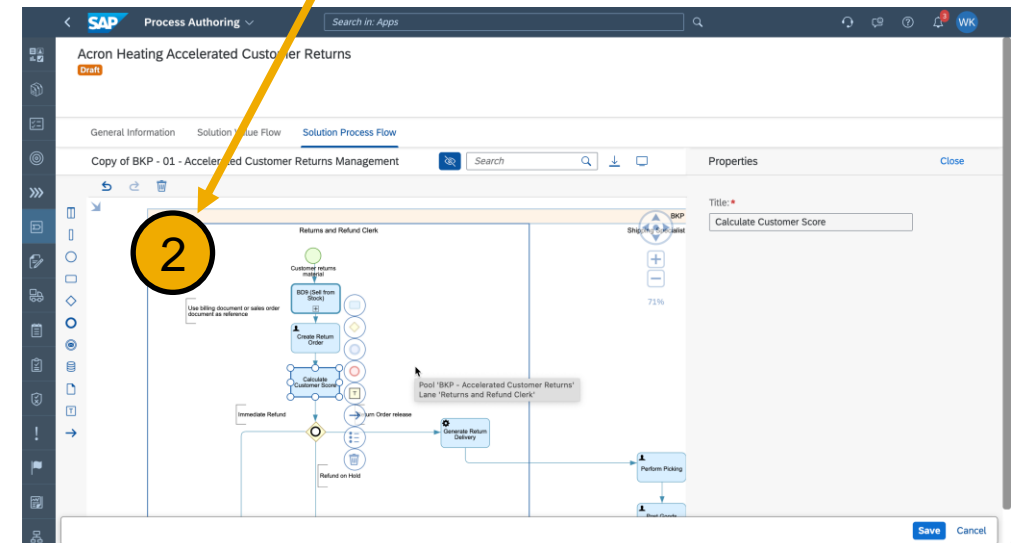 SAP Process Authoring Search in: Apps 3 WK
Acron Heating Accelerated Customer Returns
Draft
General Information Solution Value Flow Solution Process Flow
Copy of BKP - 01 - Accelerated Customer Returns Management Search Properties Close
Title: *
Calculate Customer Score
BKP
Returns and Refund Clerk
2
Customer returns
material
BD9 (Sell from
Stock)
Use billing document or sales order
document as reference
71%
Create Return
Order
Calculate
Customer Score
T
T
Pool 'BKP - Accelerated Customer Returns'
Lane 'Returns and Refund Clerk'
Immediate Refund
Order release
Generate Return
Delivery
Refund on Hold
Perform Picking
Post Goods
Save Cancel